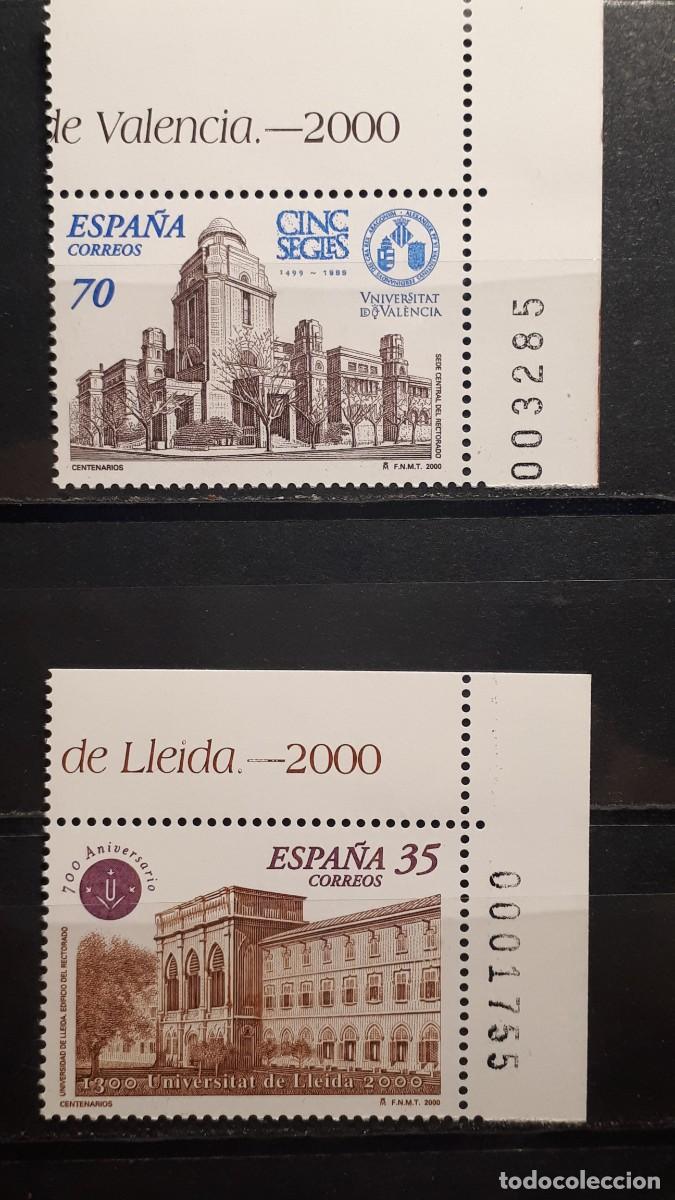 de Valencia.—2000
ESPAÑA
CORREOS
70
CINC
SEGLES
1499 ~ 1999
VNIVERSITAT
ID VALÈNCIA
SEDE CENTRAL DEL RECTORADO
CENTENARIOS
F.N.M.T. 2000
003285
de Lleida.—2000
700 Aniversario
U
ESPAÑA 35
CORREOS
UNIVERSIDAD DE LLEIDA. EDIFICIO DEL RECTORADO
1300 Universitat de Lleida 2000
CENTENARIOS
F.N.M.T. 2000
0001755
todocoleccion